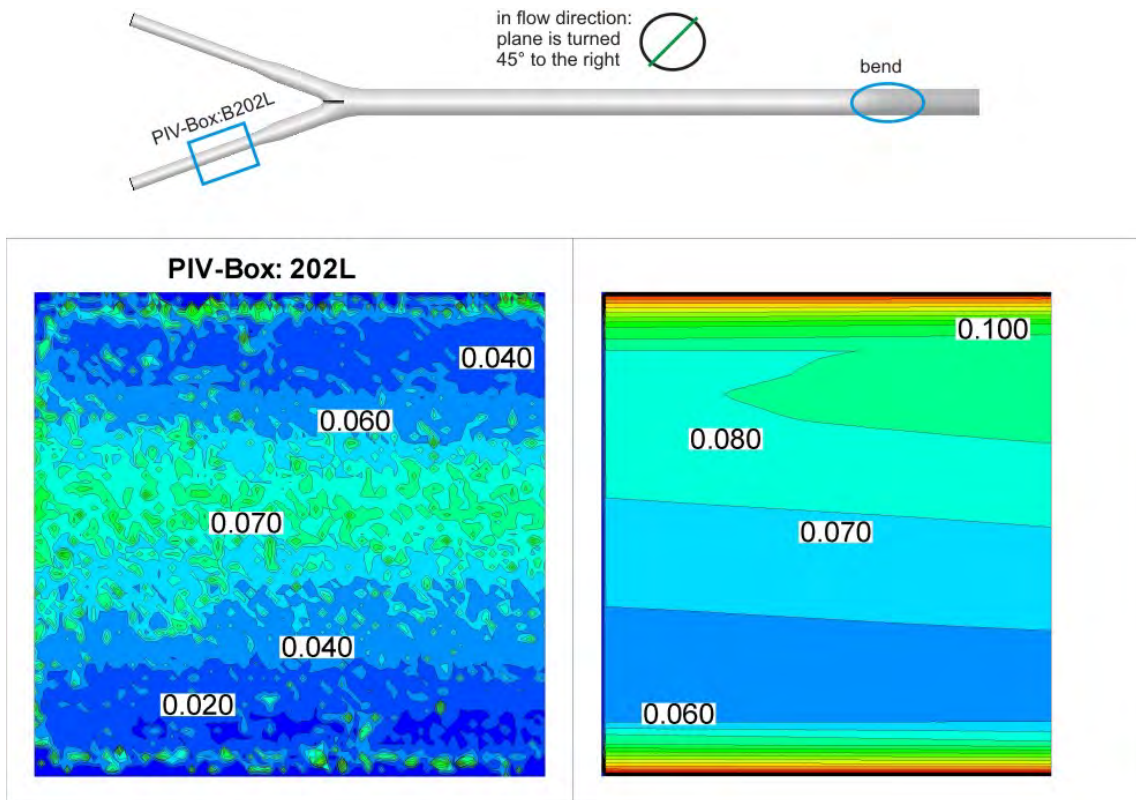 in flow direction:
plane is turned
45° to the right
bend
PIV-Box:B202L
PIV-Box: 202L
0.040
0.060
0.070
0.040
0.020
0.100
0.080
0.070
0.060